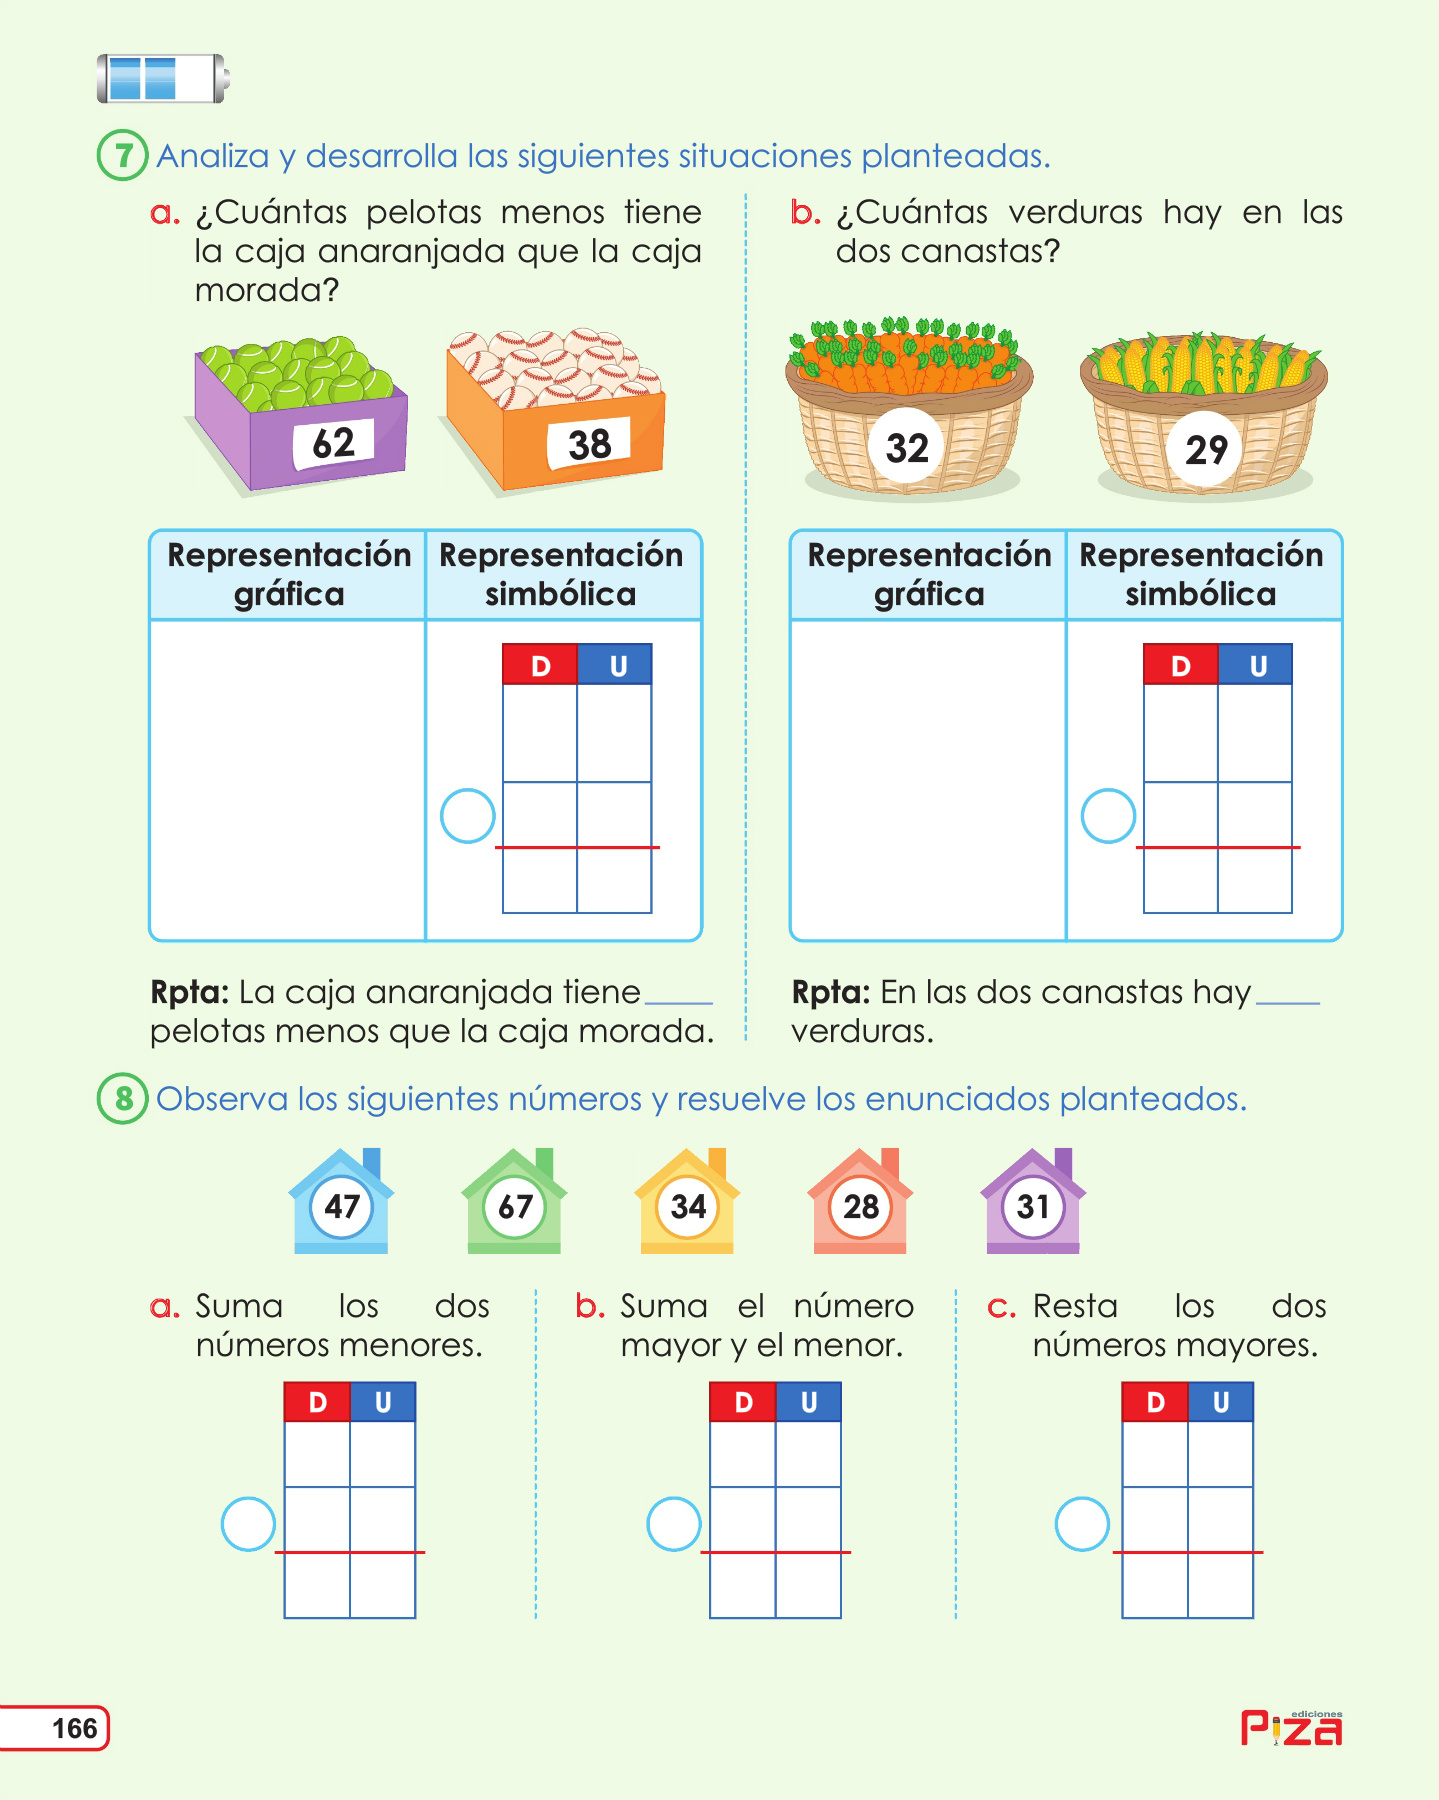 7 Analiza y desarrolla las siguientes situaciones planteadas.
a. ¿Cuántas pelotas menos tiene
la caja anaranjada que la caja
morada?
62
38
Representación
gráfica
Representación
simbólica
D U
Rpta: La caja anaranjada tiene_____
pelotas menos que la caja morada.
b. ¿Cuántas verduras hay en las
dos canastas?
32
29
Representación
gráfica
Representación
simbólica
D U
Rpta: En las dos canastas hay_____
verduras.
8 Observa los siguientes números y resuelve los enunciados planteados.
47 67 34 28 31
a. Suma los dos
números menores.
D U
b. Suma el número
mayor y el menor.
D U
c. Resta los dos
números mayores.
D U
166
ediciones
Piza